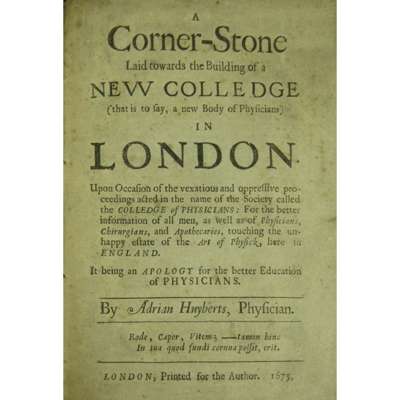 A
Corner-Stone
Laid towards the Building of a
NEW COLLEDGE
(that is to say, a new Body of Physicians)
IN
LONDON.
Upon Occasion of the vexatious and oppressive pro-
ceedings acted in the name of the Society called
the COLLEDGE of PHYSICIANS: For the better
information of all men, as well as of Physicians,
Chirurgians, and Apothecaries, touching the un-
happy estate of the Art of Physick, here in
ENGLAND.
It being an APOLOGY for the better Education
of PHYSICIANS.
By Adrian Huyberts, Physician.
Rode, Caper, Vitem; —tamen hinc
In tua quod fundi cornua possit, erit.
LONDON, Printed for the Author. 1675.